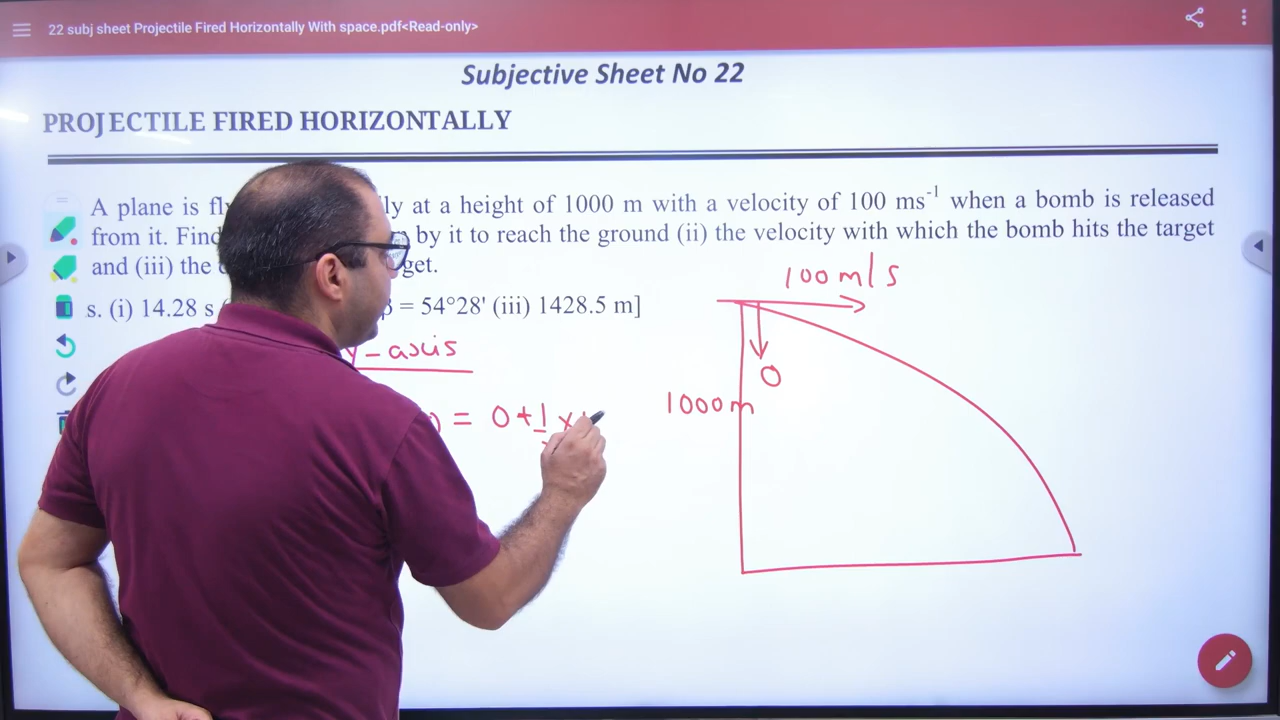 22 subj sheet Projectile Fired Horizontally With space.pdf<Read-only>
Subjective Sheet No 22
PROJECTILE FIRED HORIZONTALLY
A plane is ly at a height of 1000 m with a velocity of 100 ms⁻¹ when a bomb is released
from it. Find by it to reach the ground (ii) the velocity with which the bomb hits the target
and (iii) the get.
s. (i) 14.28 s = 54°28' (iii) 1428.5 m]
100 m/s
y-axis
0
1000m
= 0 + 1